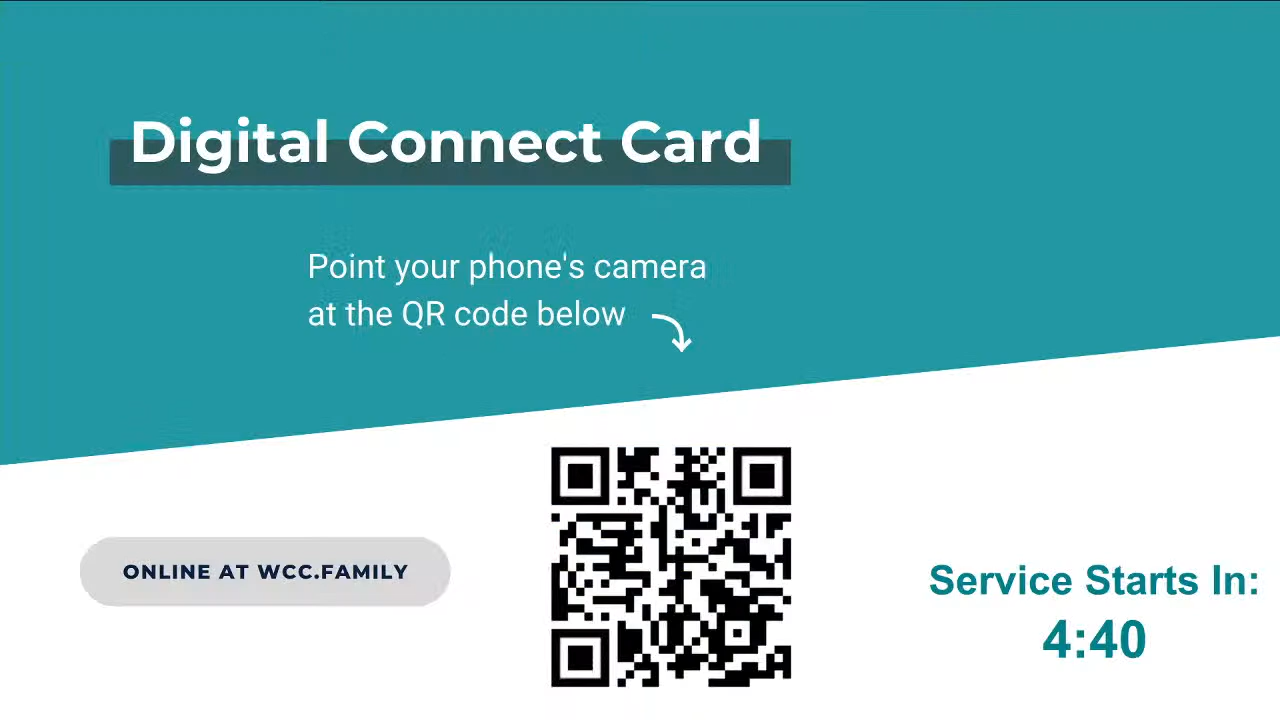 Digital Connect Card
Point your phone's camera
at the QR code below
ONLINE AT WCC.FAMILY
Service Starts In:
4:40